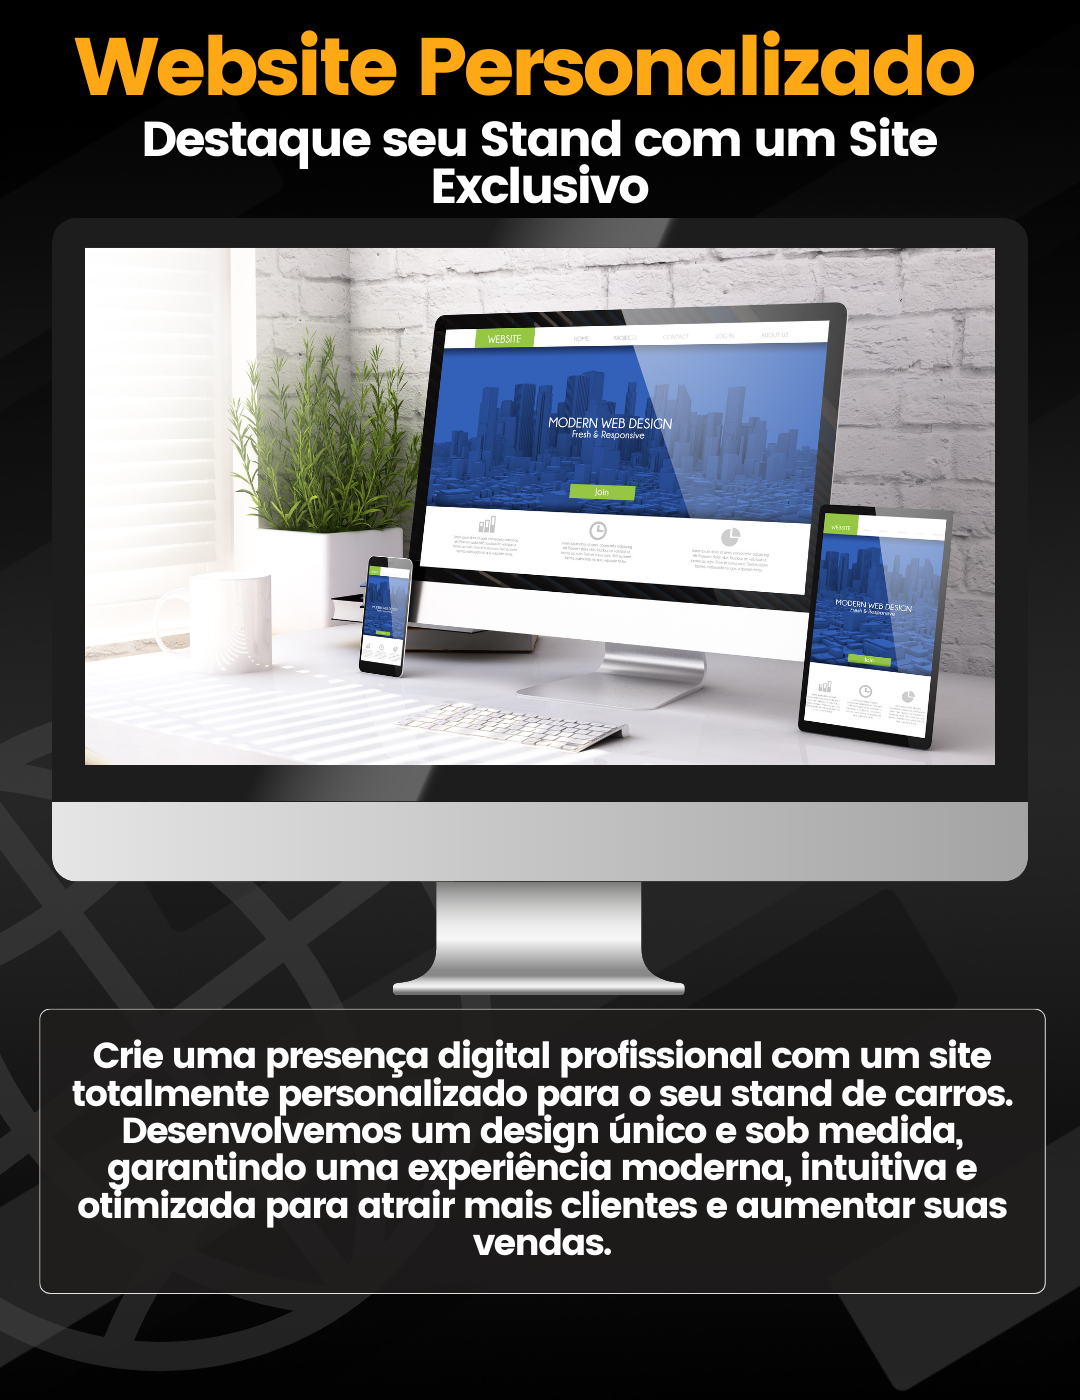 Website Personalizado
Destaque seu Stand com um Site
Exclusivo
WEBSITE HOME PROJECTS CONTACT LOG IN ABOUT US
MODERN WEB DESIGN
Fresh & Responsive
Join
WEBSITE
MODERN WEB DESIGN
Fresh & Responsive
Join
MODERN WEB DESIGN
Crie uma presença digital profissional com um site
totalmente personalizado para o seu stand de carros.
Desenvolvemos um design único e sob medida,
garantindo uma experiência moderna, intuitiva e
otimizada para atrair mais clientes e aumentar suas
vendas.